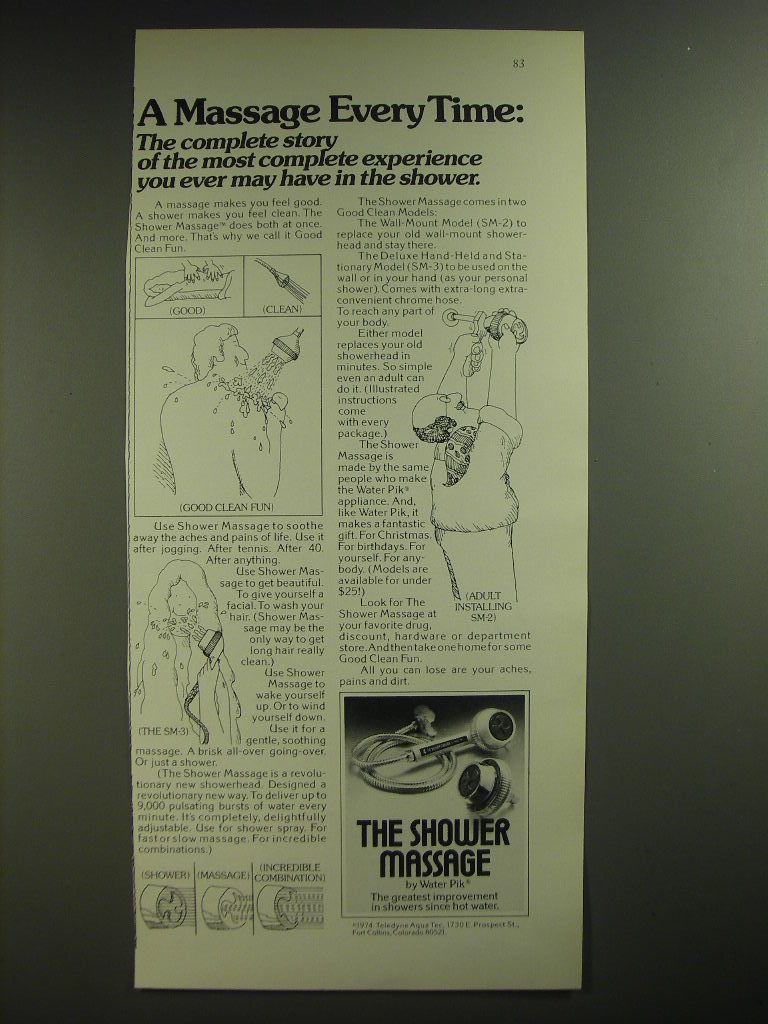 83
A Massage Every Time:
The complete story
of the most complete experience
you ever may have in the shower.
A massage makes you feel good.
A shower makes you feel clean. The
Shower Massage™ does both at once.
And more. That's why we call it Good
Clean Fun.
(GOOD)
(CLEAN)
(GOOD CLEAN FUN)
Use Shower Massage to soothe
away the aches and pains of life. Use it
after jogging. After tennis. After 40.
After anything.
Use Shower Mas-
sage to get beautiful.
To give yourself a
facial. To wash your
hair. (Shower Mas-
sage may be the
only way to get
long hair really
clean.)
Use Shower
Massage to
wake yourself
up. Or to wind
yourself down.
Use it for a
gentle, soothing
massage. A brisk all-over going-over.
Or just a shower.
(THE SM-3)
(The Shower Massage is a revolu-
tionary new showerhead. Designed a
revolutionary new way. To deliver up to
9,000 pulsating bursts of water every
minute. It's completely, delightfully
adjustable. Use for shower spray. For
fast or slow massage. For incredible
combinations.)
(SHOWER)
(MASSAGE)
(INCREDIBLE
COMBINATION)
The Shower Massage comes in two
Good Clean Models:
The Wall-Mount Model (SM-2) to
replace your old wall-mount shower-
head and stay there.
The Deluxe Hand-Held and Sta-
tionary Model (SM-3) to be used on the
wall or in your hand (as your personal
shower). Comes with extra-long extra-
convenient chrome hose.
To reach any part of
your body.
Either model
replaces your old
showerhead in
minutes. So simple
even an adult can
do it. (Illustrated
instructions
come
with every
package.)
The Shower
Massage is
made by the same
people who make
the Water Pik®
appliance. And,
like Water Pik, it
makes a fantastic
gift. For Christmas.
For birthdays. For
yourself. For any-
body. (Models are
available for under
$25!)
(ADULT
INSTALLING
SM-2)
Look for The
Shower Massage at
your favorite drug,
discount, hardware or department
store. And then take one home for some
Good Clean Fun.
All you can lose are your aches,
pains and dirt.
THE SHOWER
MASSAGE
by Water Pik®
The greatest improvement
in showers since hot water.
©1974. Teledyne Aqua Tec, 1730 E. Prospect St.,
Fort Collins, Colorado 80521.